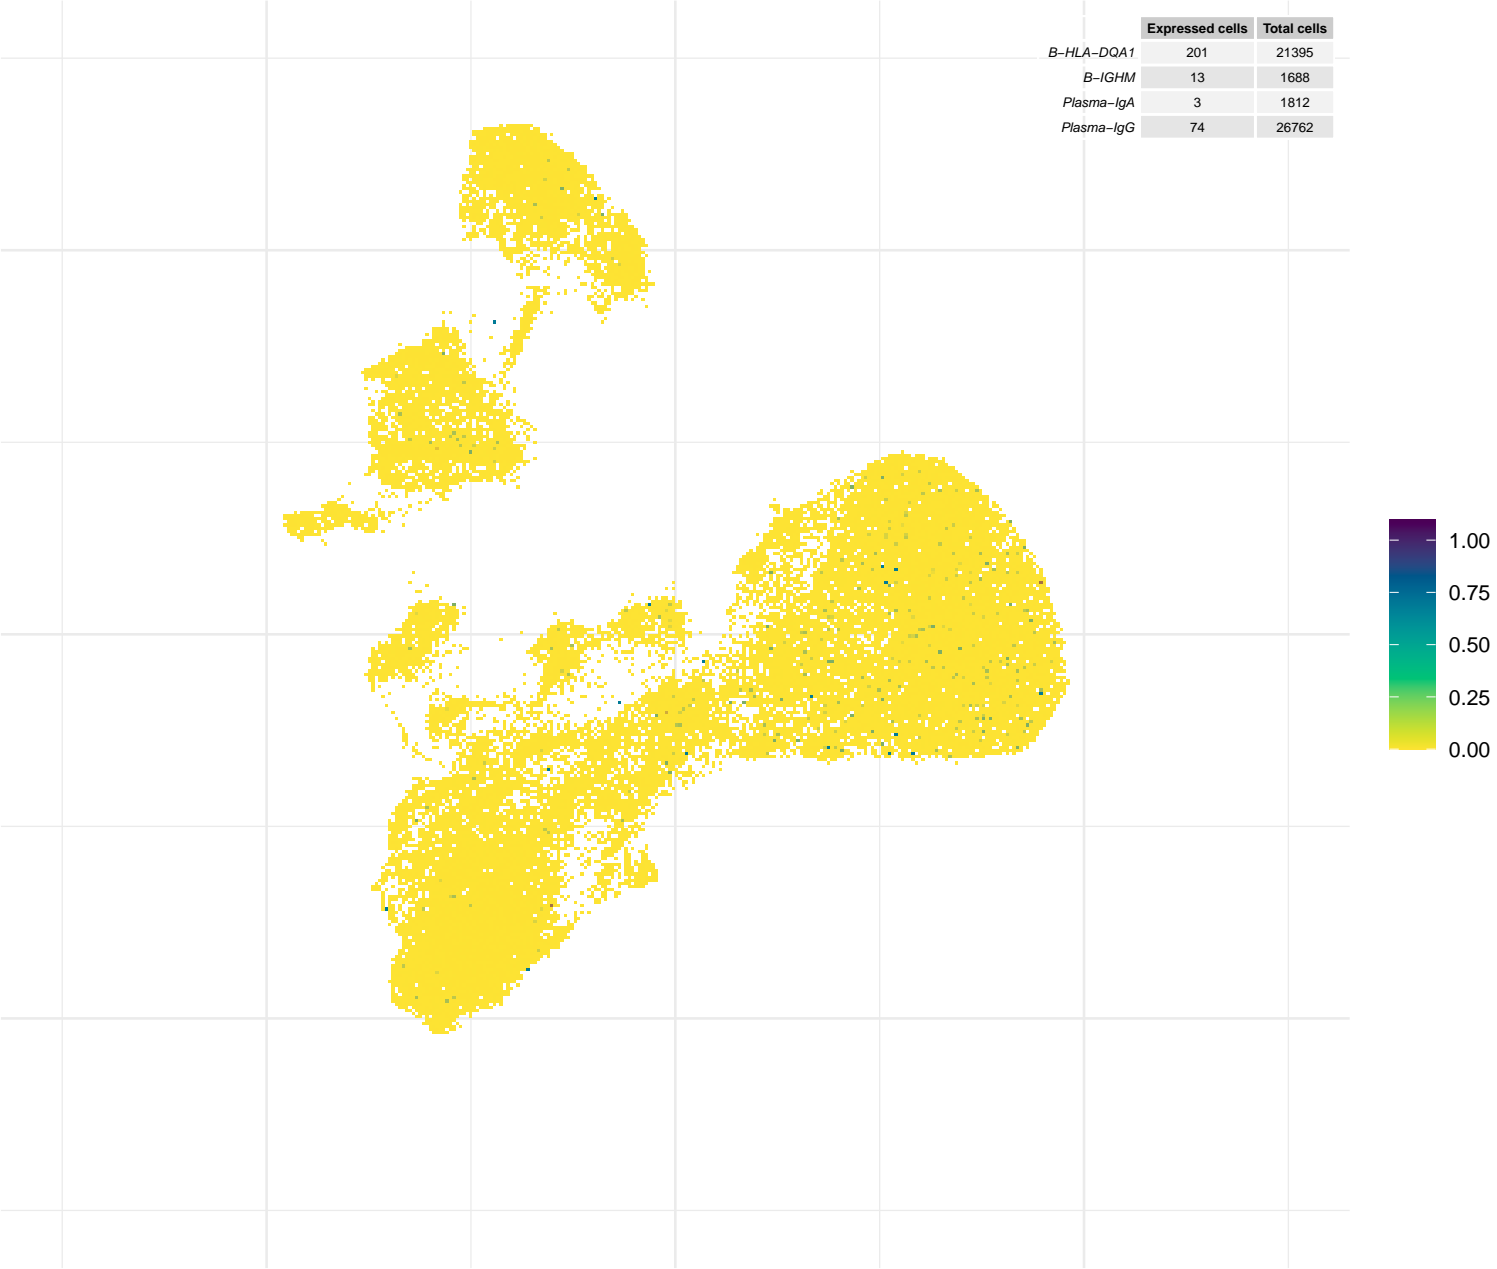 Expressed cells Total cells
B−HLA−DQA1 201 21395
B−IGHM 13 1688
Plasma−IgA 3 1812
Plasma−IgG 74 26762
1.00
0.75
0.50
0.25
0.00